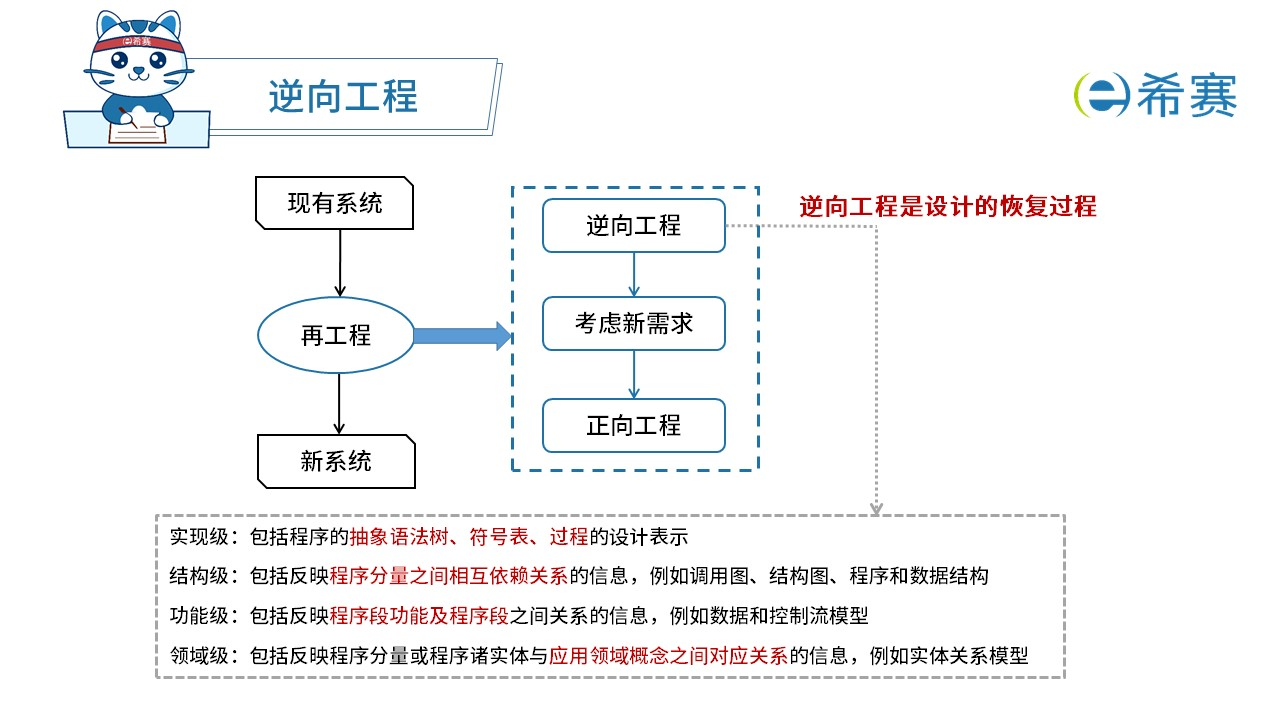 希赛
逆向工程
希赛
现有系统
再工程
新系统
逆向工程
考虑新需求
正向工程
逆向工程是设计的恢复过程
实现级：包括程序的抽象语法树、符号表、过程的设计表示
结构级：包括反映程序分量之间相互依赖关系的信息，例如调用图、结构图、程序和数据结构
功能级：包括反映程序段功能及程序段之间关系的信息，例如数据和控制流模型
领域级：包括反映程序分量或程序诸实体与应用领域概念之间对应关系的信息，例如实体关系模型